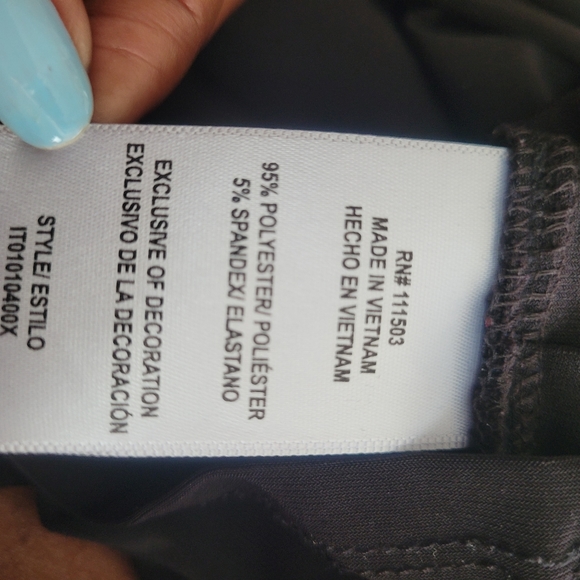 RN# 111503
MADE IN VIETNAM
HECHO EN VIETNAM
95% POLYESTER/ POLIÉSTER
5% SPANDEX/ ELASTANO
EXCLUSIVE OF DECORATION
EXCLUSIVO DE LA DECORACIÓN
STYLE/ ESTILO
IT01010400X